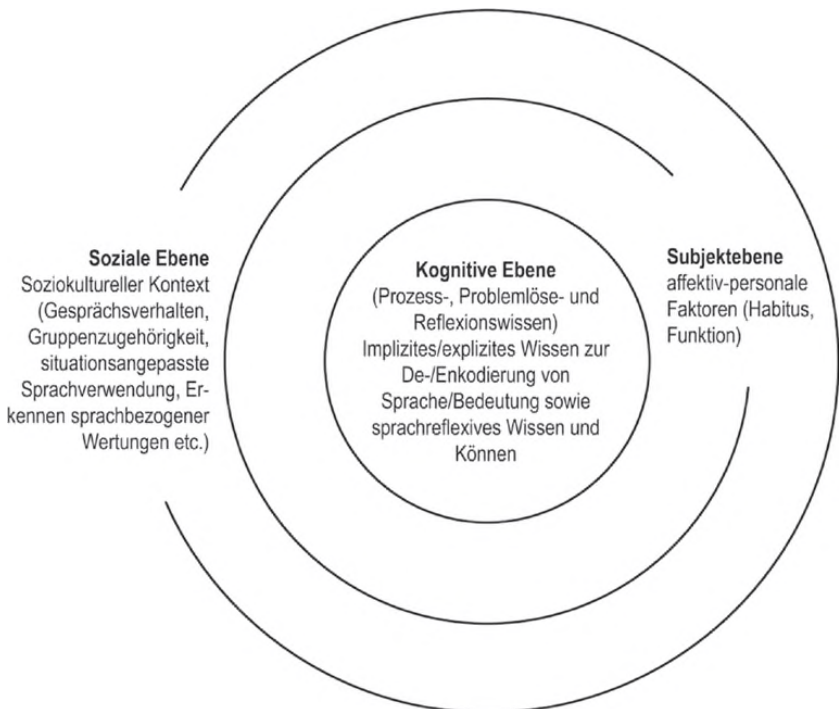 Soziale Ebene
Soziokultureller Kontext
(Gesprächsverhalten,
Gruppenzugehörigkeit,
situationsangepasste
Sprachverwendung, Er-
kennen sprachbezogener
Wertungen etc.)
Kognitive Ebene
(Prozess-, Problemlöse- und
Reflexionswissen)
Implizites/explizites Wissen zur
De-/Enkodierung von
Sprache/Bedeutung sowie
sprachreflexives Wissen und
Können
Subjektebene
affektiv-personale
Faktoren (Habitus,
Funktion)